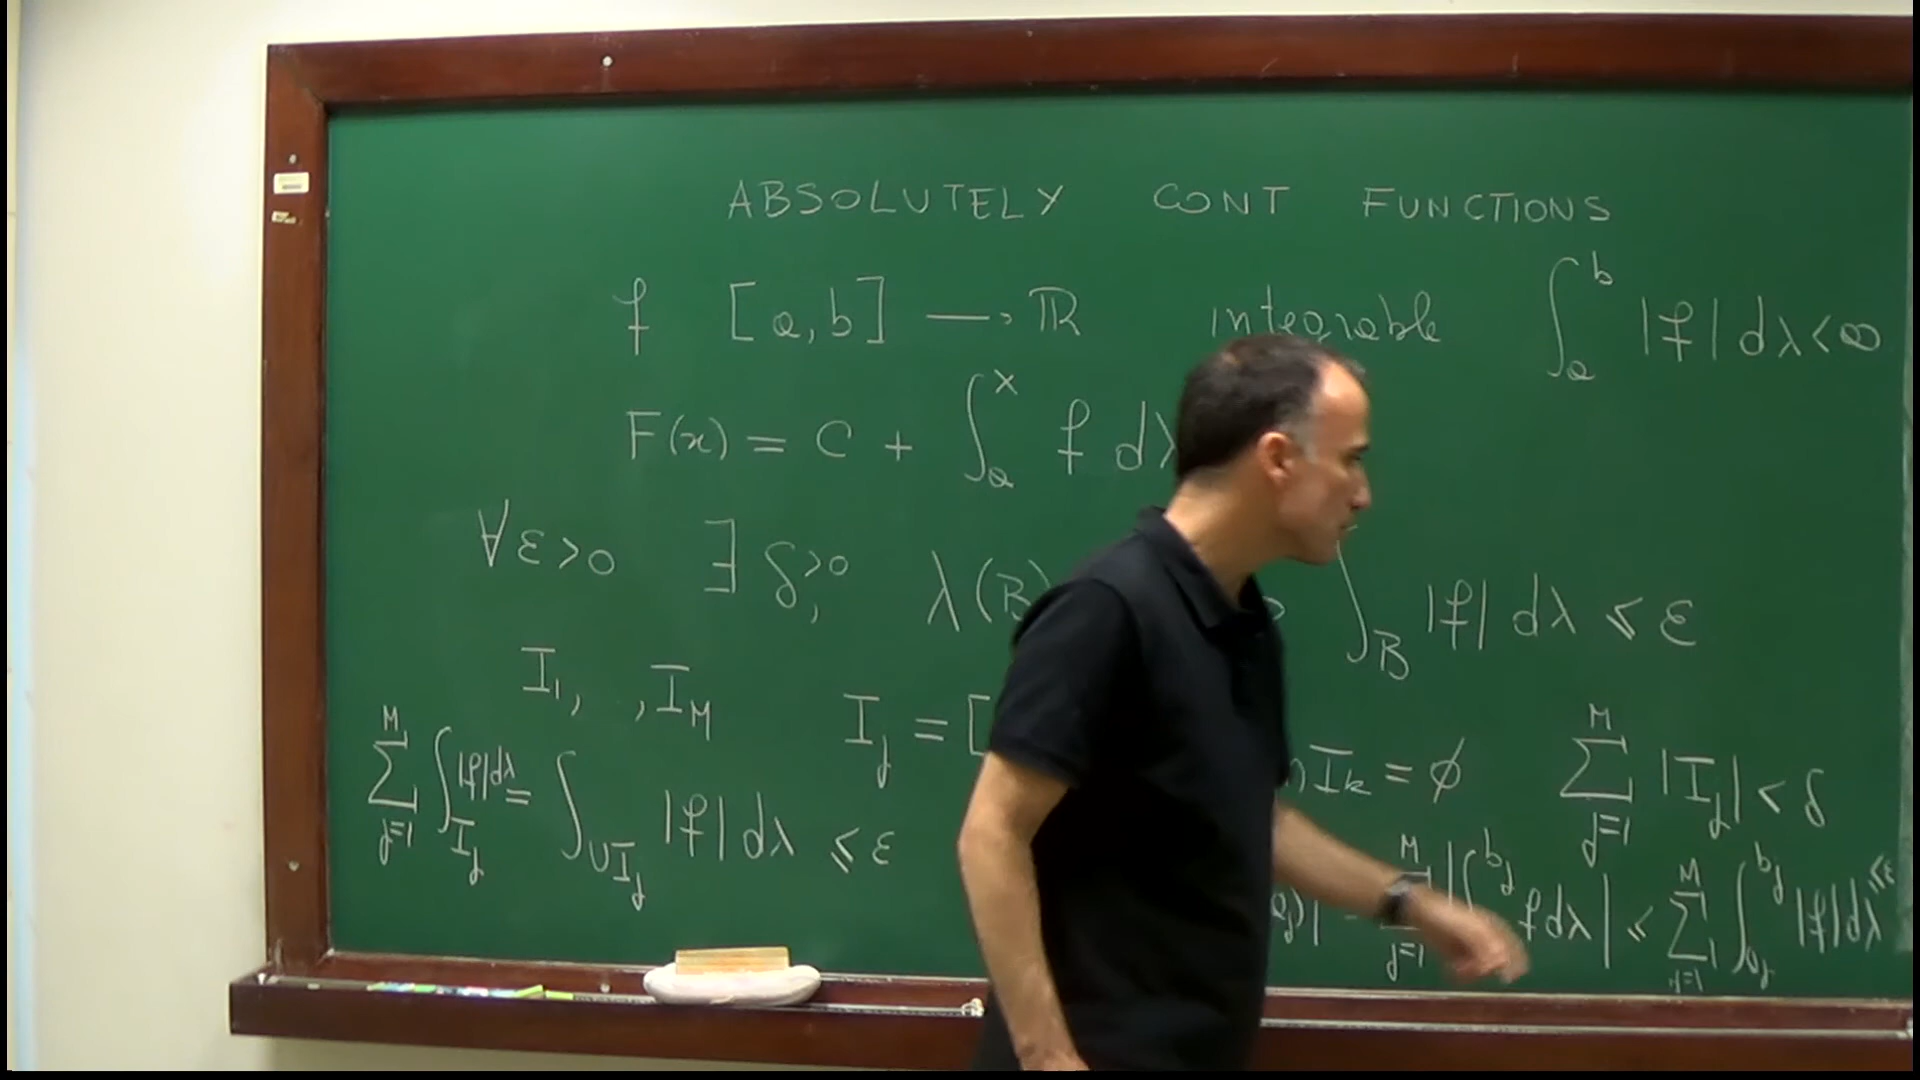 ABSOLUTELY CONT FUNCTIONS
f [a,b] → ℝ integrable ∫_a^b |f| dλ < ∞
F(x) = C + ∫_a^x f dλ
∀ε>0 ∃ δ>0, λ(B) ∫_B |f| dλ ≤ ε
I₁, , I_M I_j = [ ∩ I_k = ∅ ∑_{j=1}^M |I_j| < δ
∑_{j=1}^M ∫_{I_j} |f| dλ = ∫_{∪I_j} |f| dλ ≤ ε a_j)| ∑_{j=1}^M |∫^{b_j} f dλ| ≤ ∑_{j=1}^M ∫_{a_j}^{b_j} |f| dλ ≤ ε